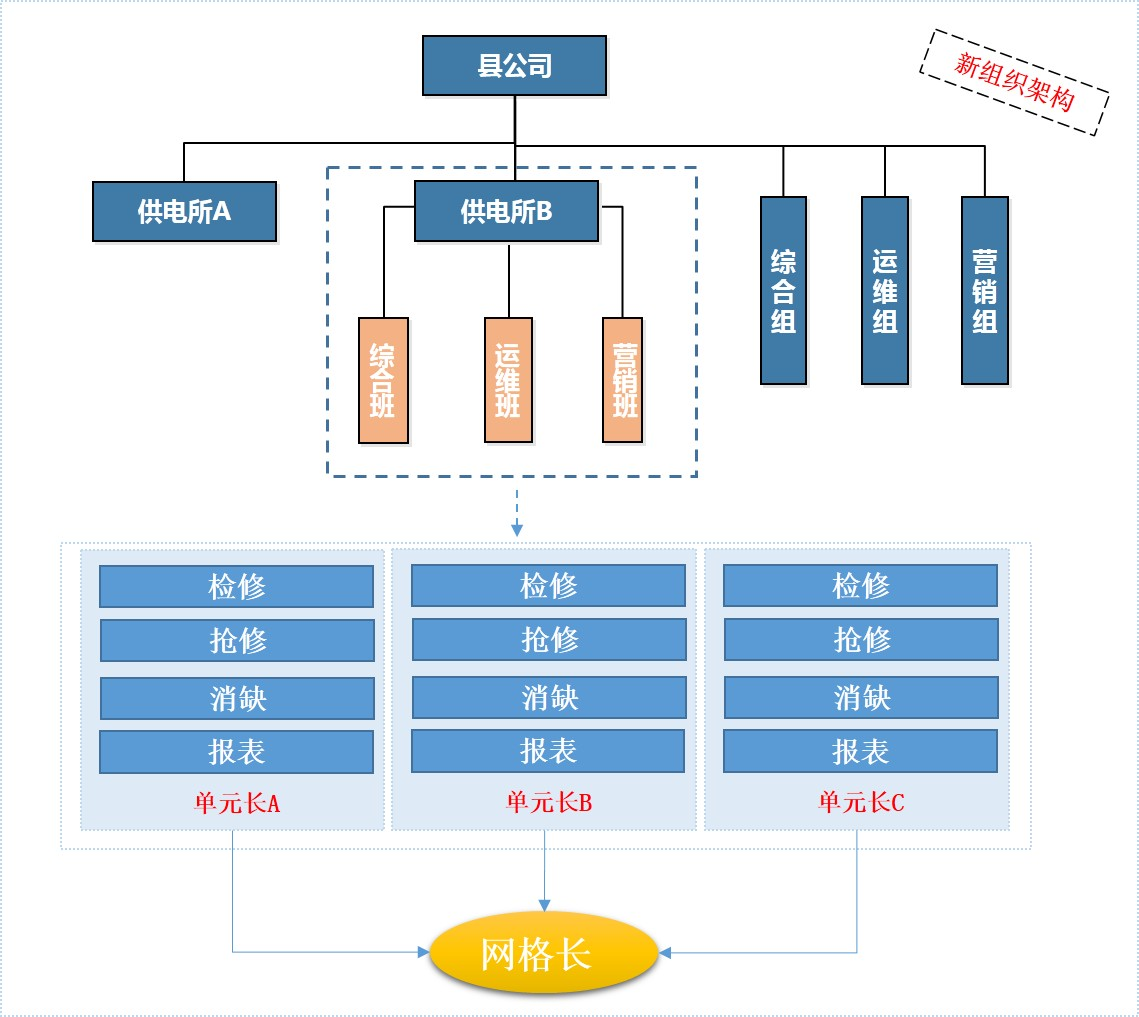 县公司
新组织架构
供电所A
供电所B
综合组
运维组
营销组
综合班
运维班
营销班
检修
抢修
消缺
报表
单元长A
检修
抢修
消缺
报表
单元长B
检修
抢修
消缺
报表
单元长C
网格长